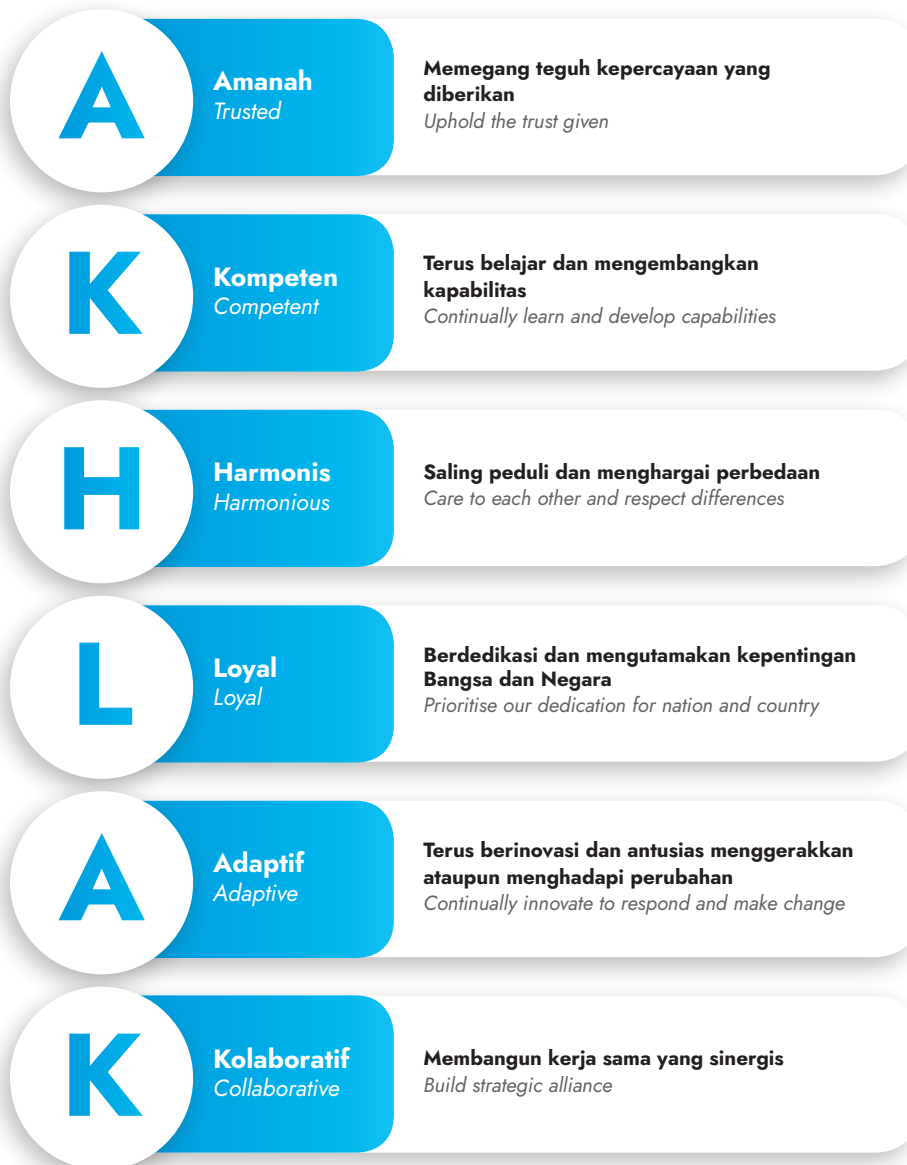 A
Amanah
Trusted
Memegang teguh kepercayaan yang
diberikan
Uphold the trust given
K
Kompeten
Competent
Terus belajar dan mengembangkan
kapabilitas
Continually learn and develop capabilities
H
Harmonis
Harmonious
Saling peduli dan menghargai perbedaan
Care to each other and respect differences
L
Loyal
Loyal
Berdedikasi dan mengutamakan kepentingan
Bangsa dan Negara
Prioritise our dedication for nation and country
A
Adaptif
Adaptive
Terus berinovasi dan antusias menggerakkan
ataupun menghadapi perubahan
Continually innovate to respond and make change
K
Kolaboratif
Collaborative
Membangun kerja sama yang sinergis
Build strategic alliance